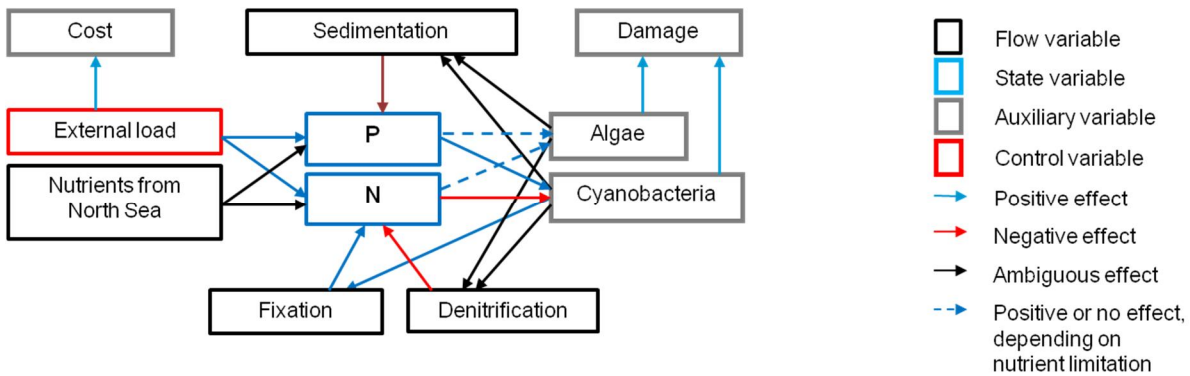 Cost
Sedimentation
Damage
External load
P
Algae
Nutrients from
North Sea
N
Cyanobacteria
Fixation
Denitrification
Flow variable
State variable
Auxiliary variable
Control variable
Positive effect
Negative effect
Ambiguous effect
Positive or no effect,
depending on
nutrient limitation